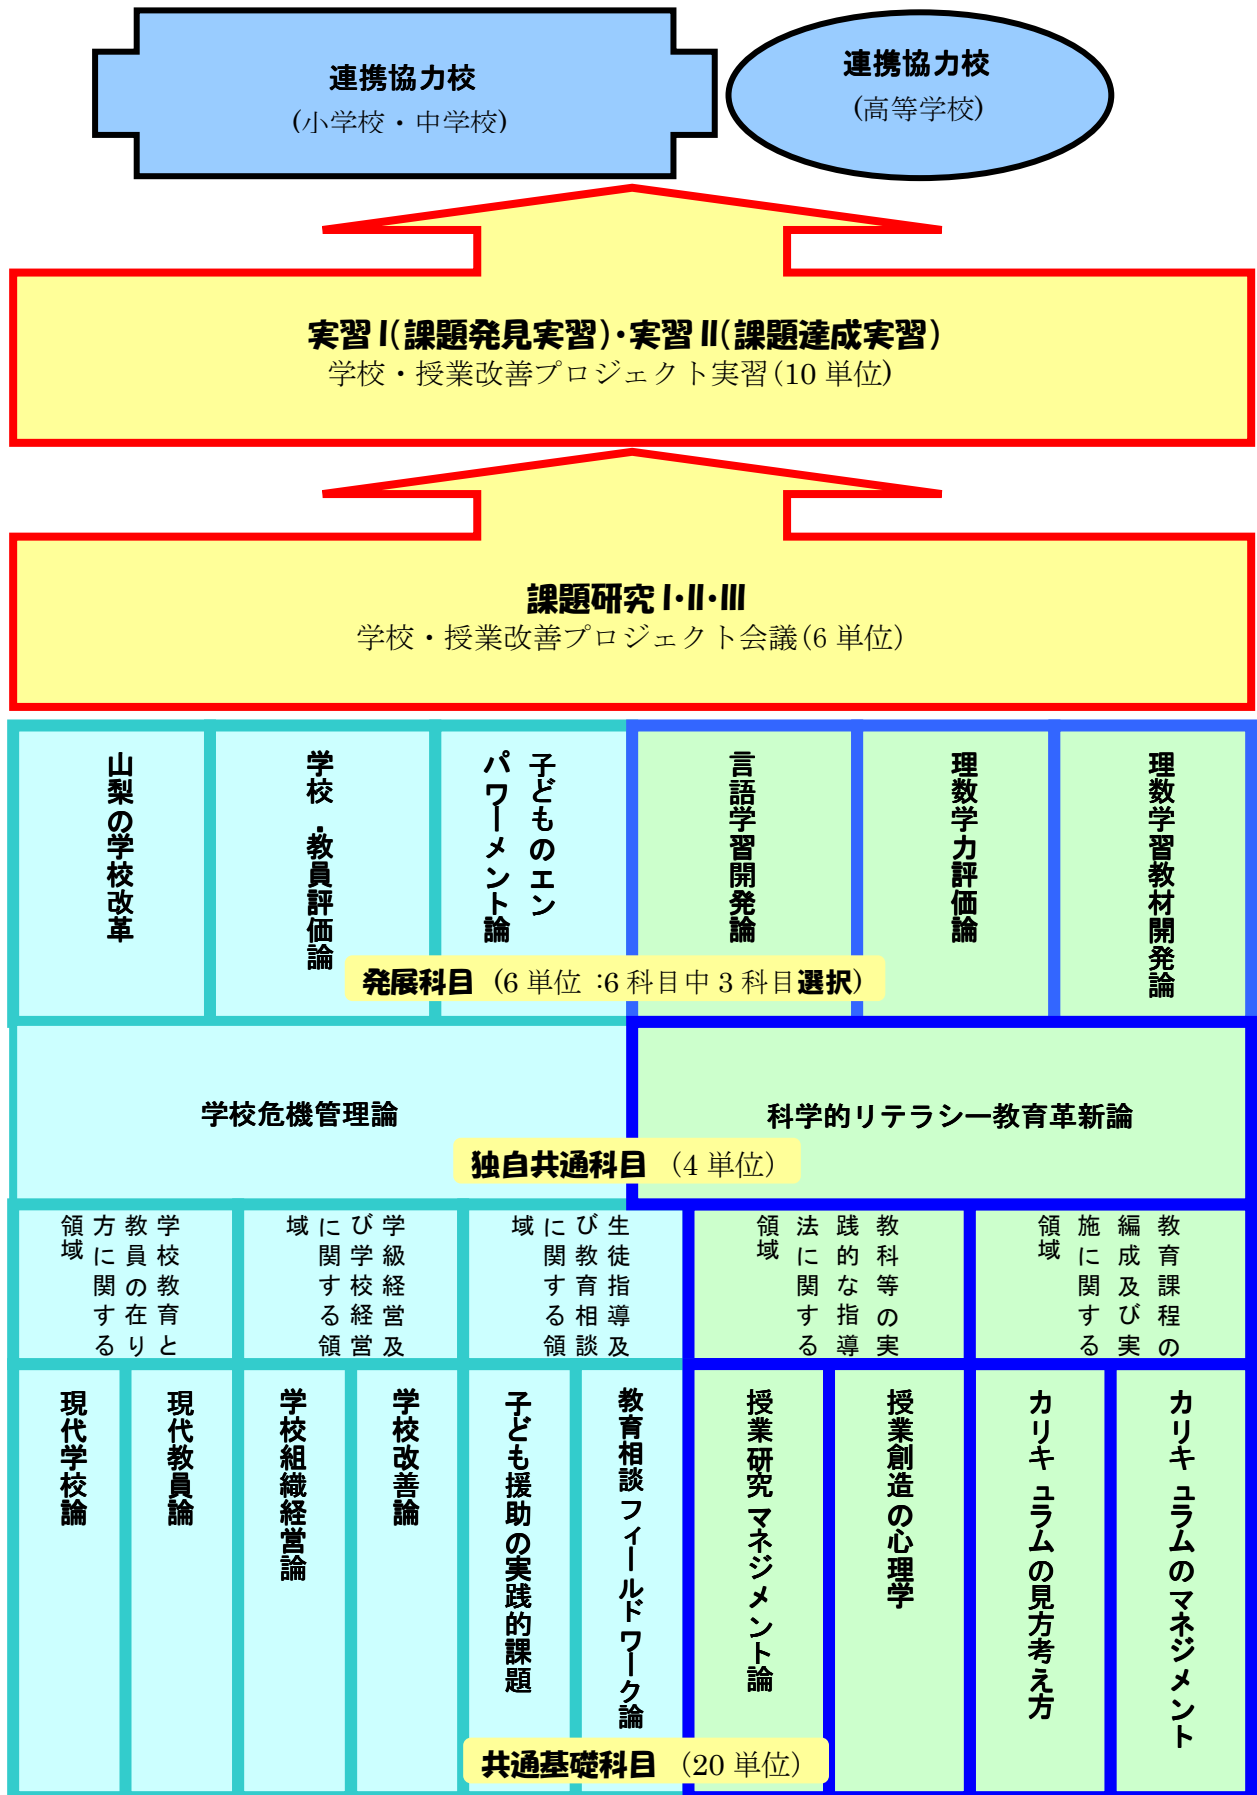 連携協力校
(小学校・中学校)
連携協力校
(高等学校)
実習Ⅰ(課題発見実習)・実習Ⅱ(課題達成実習)
学校・授業改善プロジェクト実習(10 単位)
課題研究Ⅰ・Ⅱ・Ⅲ
学校・授業改善プロジェクト会議(6 単位)
山梨の学校改革
学校・教員評価論
子どものエン
パワーメント論
言語学習開発論
理数学力評価論
理数学習教材開発論
発展科目 (6 単位:6 科目中 3 科目選択)
学校危機管理論
科学的リテラシー教育革新論
独自共通科目 (4 単位)
学校教育と
教員の在り
方に関する
領域
学級経営及
び学校経営
に関する領
域
生徒指導及
び教育相談
に関する領
域
教科等の実
践的な指導
法に関する
領域
教育課程の
編成及び実
施に関する
領域
現代学校論
現代教員論
学校組織経営論
学校改善論
子ども援助の実践的課題
教育相談フィールドワーク論
授業研究マネジメント論
授業創造の心理学
カリキュラムの見方考え方
カリキュラムのマネジメント
共通基礎科目 (20 単位)